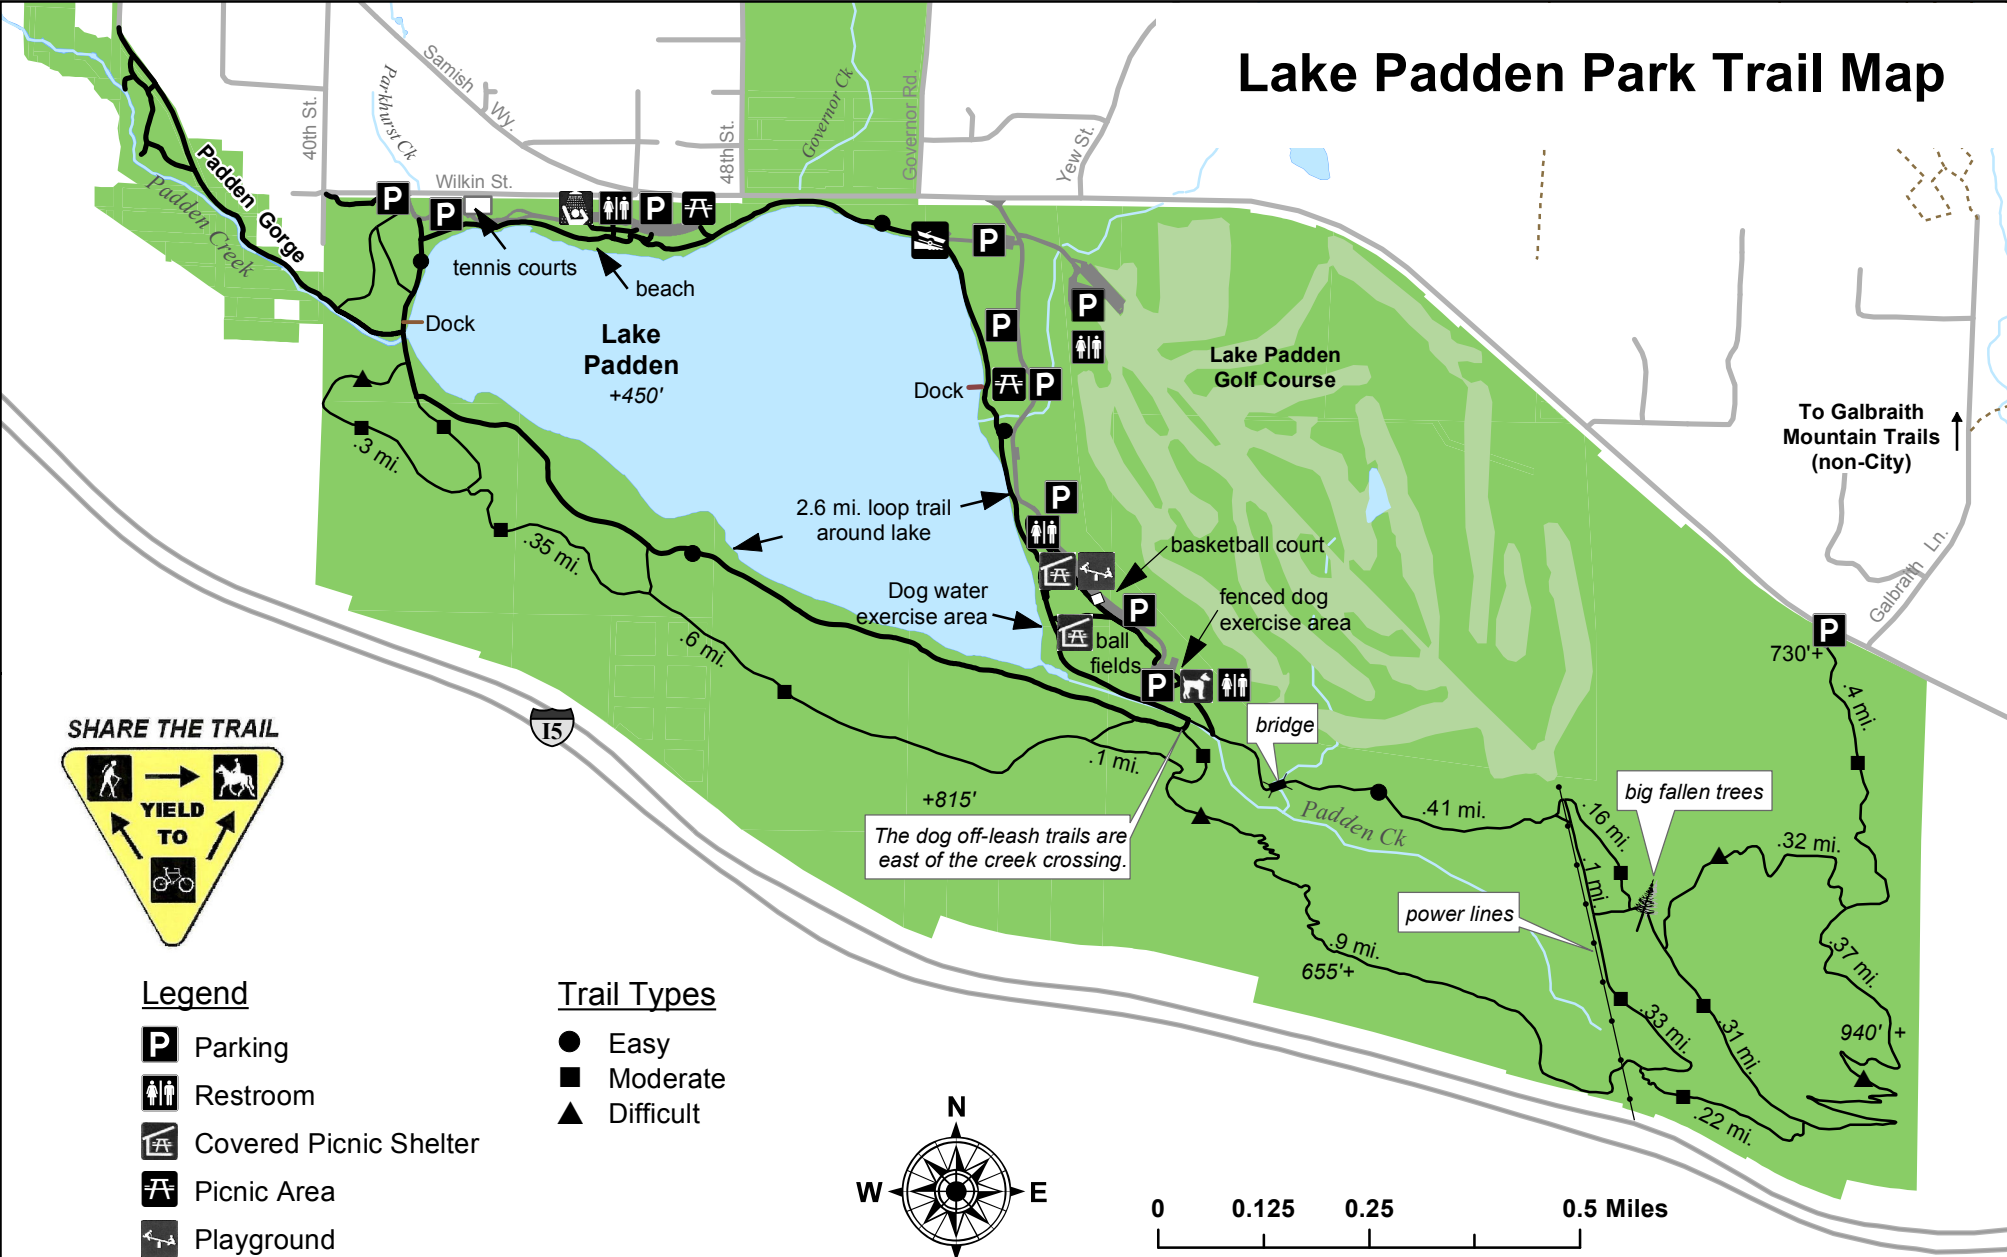 Lake Padden Park Trail Map
Samish Wy.
Parkhurst Ck
40th St.
48th St.
Governor Ck
Governor Rd.
Yew St.
Wilkin St.
Padden Gorge
Padden Creek
P
P
P
P
P
P
P
P
P
P
P
P
tennis courts
beach
Dock
Lake
Padden
+450'
Dock
Lake Padden
Golf Course
To Galbraith
Mountain Trails
(non-City)
Galbraith Ln.
.3 mi.
.35 mi.
.6 mi.
2.6 mi. loop trail
around lake
basketball court
Dog water
exercise area
fenced dog
exercise area
ball
fields
730'+
.4 mi.
bridge
.1 mi.
+815'
The dog off-leash trails are
east of the creek crossing.
Padden Ck
.41 mi.
.16 mi.
.1 mi.
big fallen trees
.32 mi.
power lines
.9 mi.
655'+
.37 mi.
940' +
.33 mi.
.31 mi.
.22 mi.
I5
SHARE THE TRAIL
YIELD
TO
Legend
P Parking
Restroom
Covered Picnic Shelter
Picnic Area
Playground
Trail Types
Easy
Moderate
Difficult
N
W
E
0 0.125 0.25 0.5 Miles